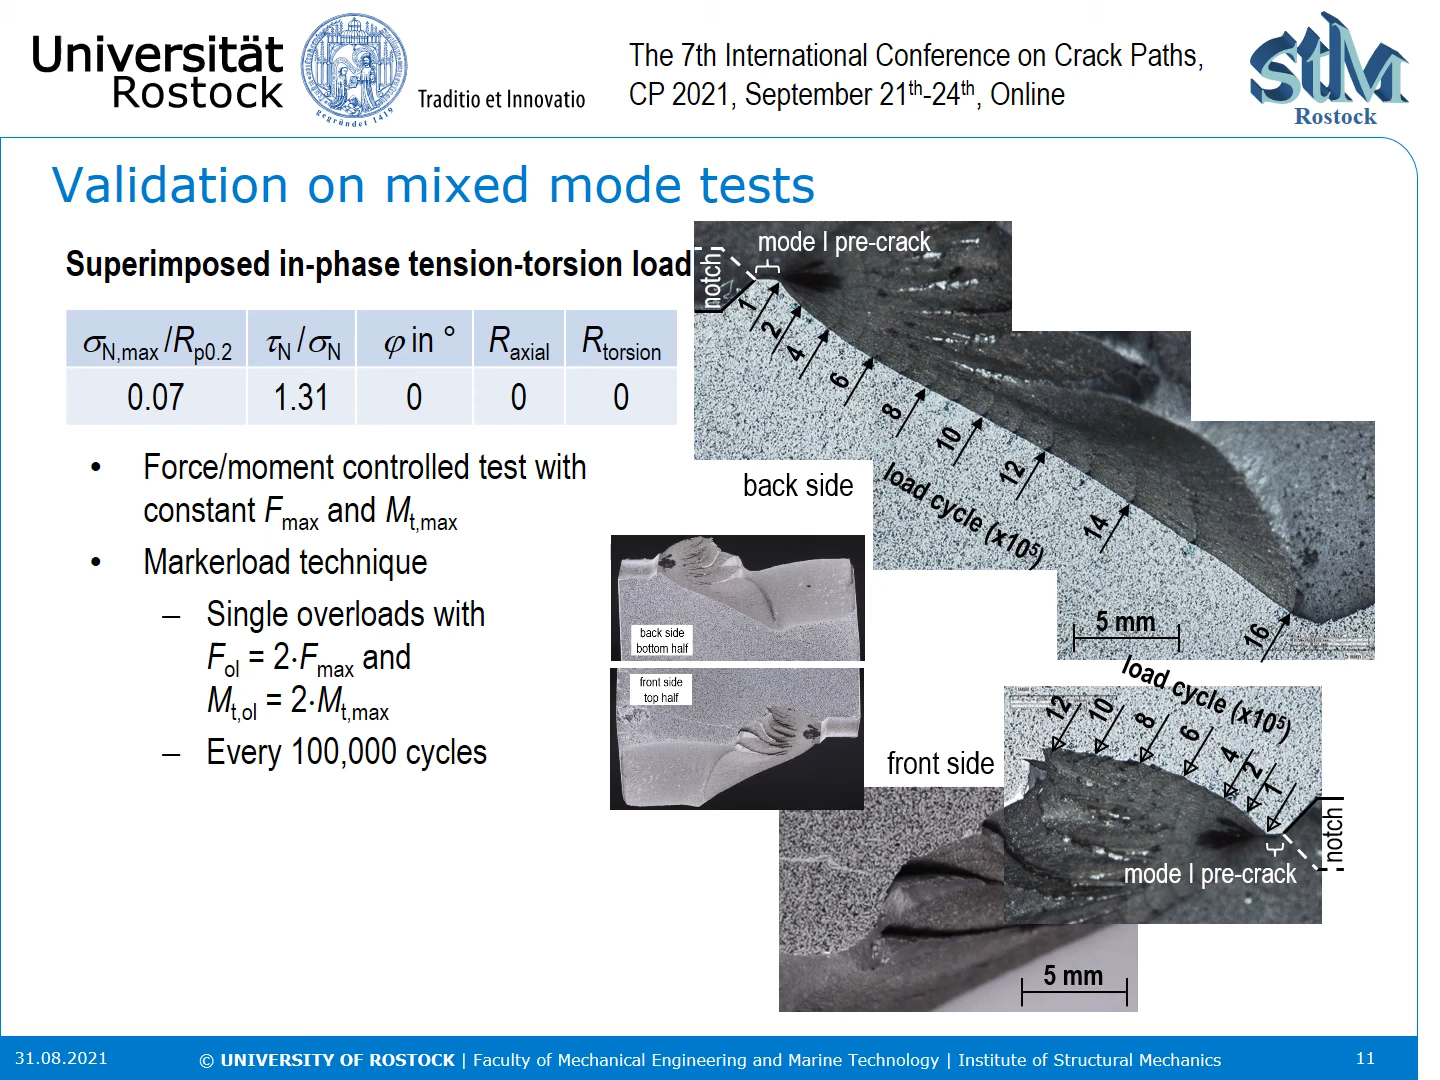 Universität
Rostock
Traditio et Innovatio
gegründet 1419
The 7th International Conference on Crack Paths,
CP 2021, September 21th-24th, Online
StM
Rostock
Validation on mixed mode tests
Superimposed in-phase tension-torsion load
σN,max /Rp0.2 τN /σN φ in ° Raxial Rtorsion
0.07 1.31 0 0 0
• Force/moment controlled test with
constant Fmax and Mt,max
• Markerload technique
– Single overloads with
Fol = 2·Fmax and
Mt,ol = 2·Mt,max
– Every 100,000 cycles
mode I pre-crack
notch
1
2
4
6
8
10
12
14
16
load cycle (x10⁵)
back side
5 mm
back side
bottom half
front side
top half
load cycle (x10⁵)
12
10
8
6
4
2
1
front side
notch
mode I pre-crack
5 mm
31.08.2021
© UNIVERSITY OF ROSTOCK | Faculty of Mechanical Engineering and Marine Technology | Institute of Structural Mechanics
11